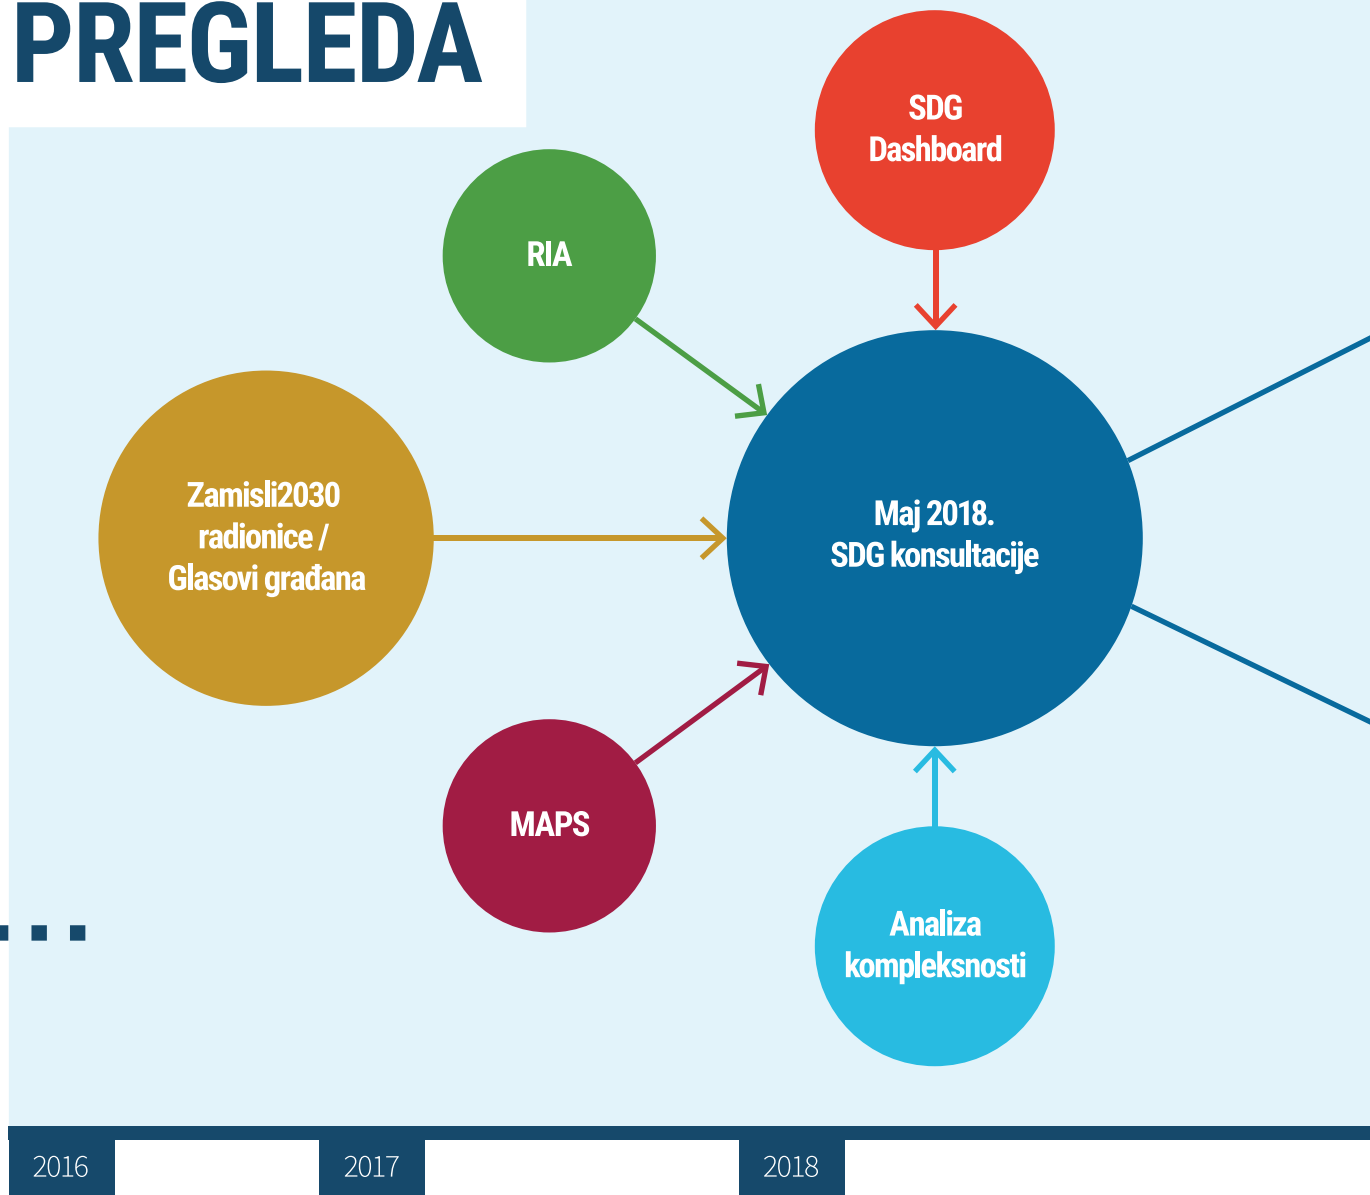 PREGLEDA
SDG
Dashboard
RIA
Zamisli2030
radionice /
Glasovi građana
Maj 2018.
SDG konsultacije
MAPS
Analiza
kompleksnosti
2016
2017
2018